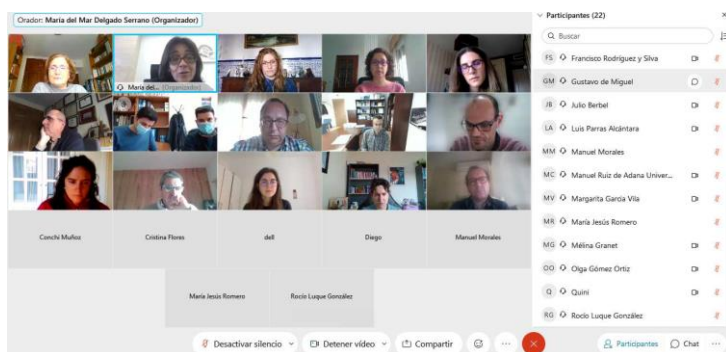 Orador: María del Mar Delgado Serrano (Organizador)
María del... (Organizador)
Conchi Muñoz
Cristina Flores
dell
Diego
Manuel Morales
María Jesús Romero
Rocío Luque González
Desactivar silencio
Detener vídeo
Compartir
Participantes (22)
Buscar
FS Francisco Rodríguez y Silva
GM Gustavo de Miguel
JB Julio Berbel
LA Luis Parras Alcántara
MM Manuel Morales
MC Manuel Ruiz de Adana Univer...
MV Margarita García Vila
MR María Jesús Romero
MG Mélina Granet
OO Olga Gómez Ortiz
Q Quini
RG Rocío Luque González
Participantes
Chat